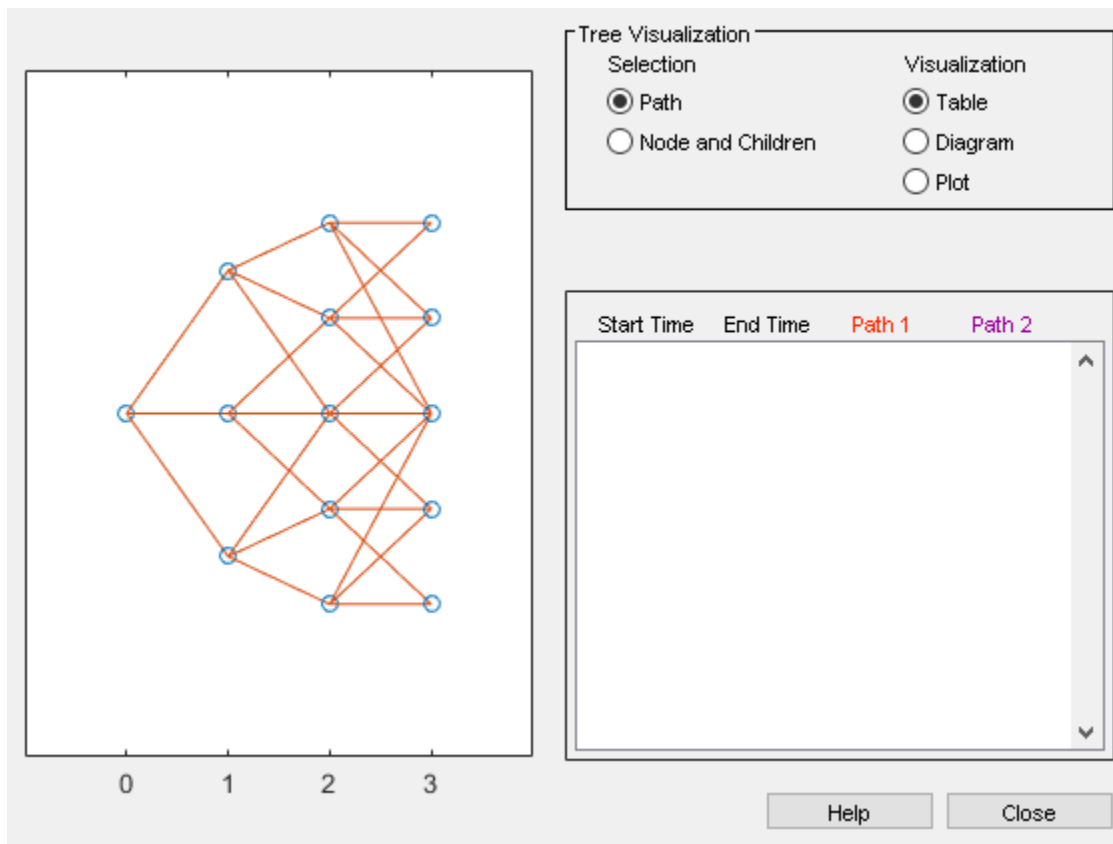 Tree Visualization
Selection
Visualization
Path
Table
Node and Children
Diagram
Plot
Start Time End Time Path 1 Path 2
0 1 2 3
Help
Close